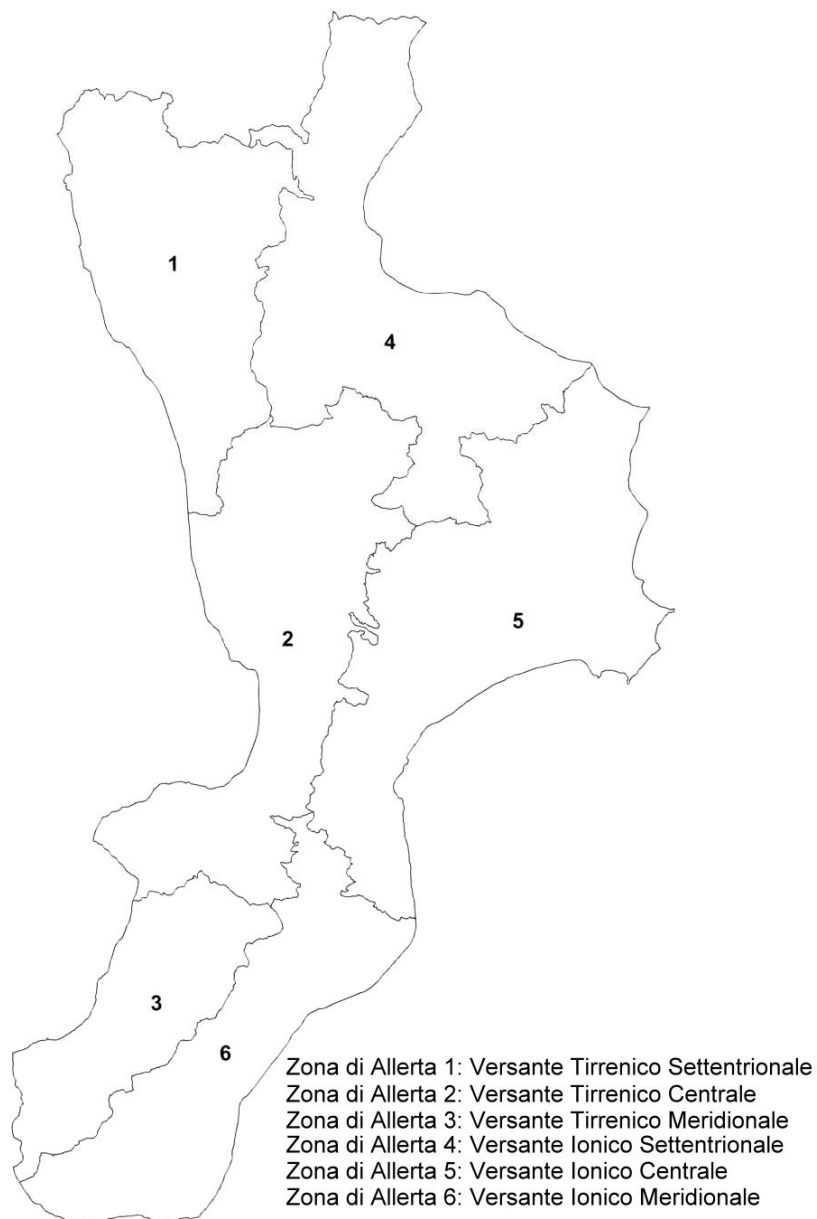 1
4
5
2
3
6
Zona di Allerta 1: Versante Tirrenico Settentrionale
Zona di Allerta 2: Versante Tirrenico Centrale
Zona di Allerta 3: Versante Tirrenico Meridionale
Zona di Allerta 4: Versante Ionico Settentrionale
Zona di Allerta 5: Versante Ionico Centrale
Zona di Allerta 6: Versante Ionico Meridionale